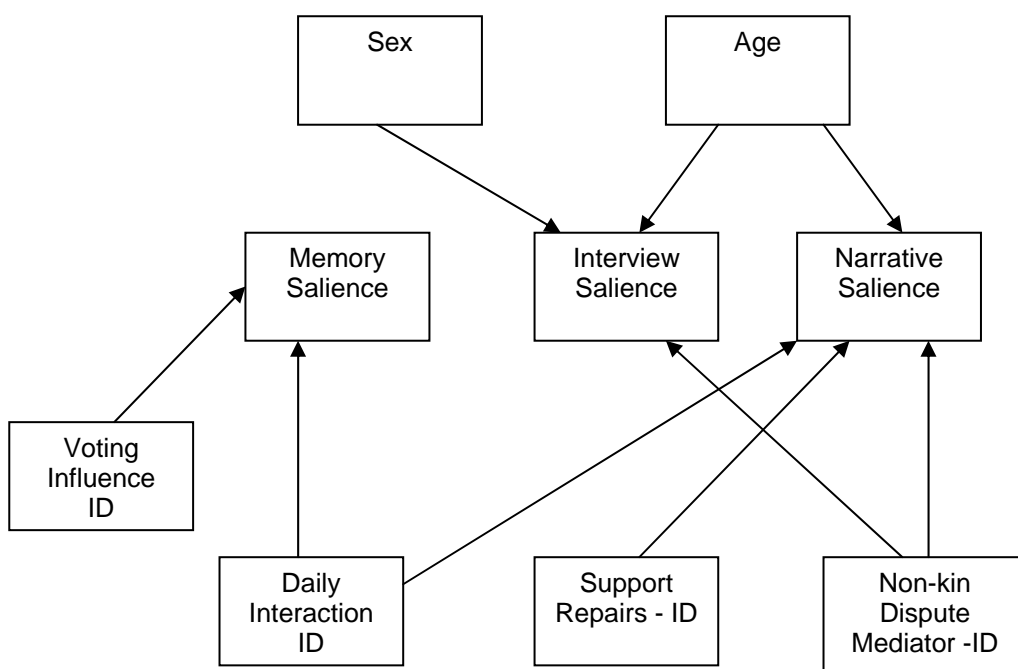 Sex
Age
Memory
Salience
Interview
Salience
Narrative
Salience
Voting
Influence
ID
Daily
Interaction
ID
Support
Repairs - ID
Non-kin
Dispute
Mediator -ID